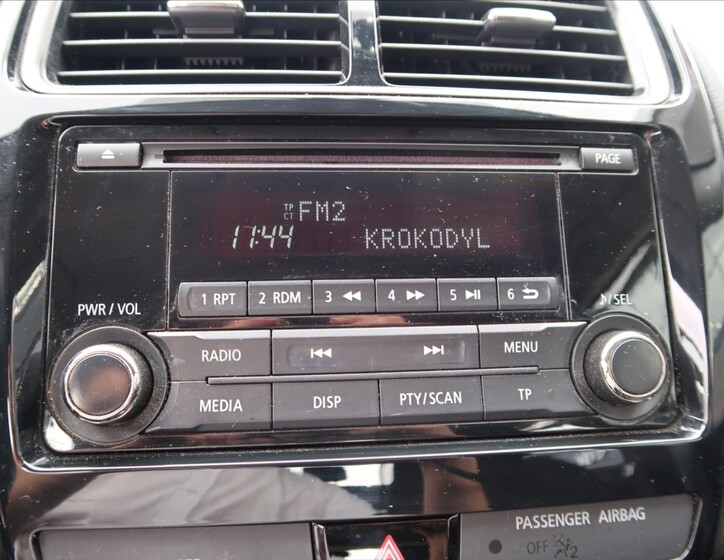 PAGE
TP
CT FM2
17:44 KROKODYL
1 RPT 2 RDM 3 4 5 6
PWR / VOL
/SEL
RADIO MENU
MEDIA DISP PTY/SCAN TP
PASSENGER AIRBAG
OFF 2